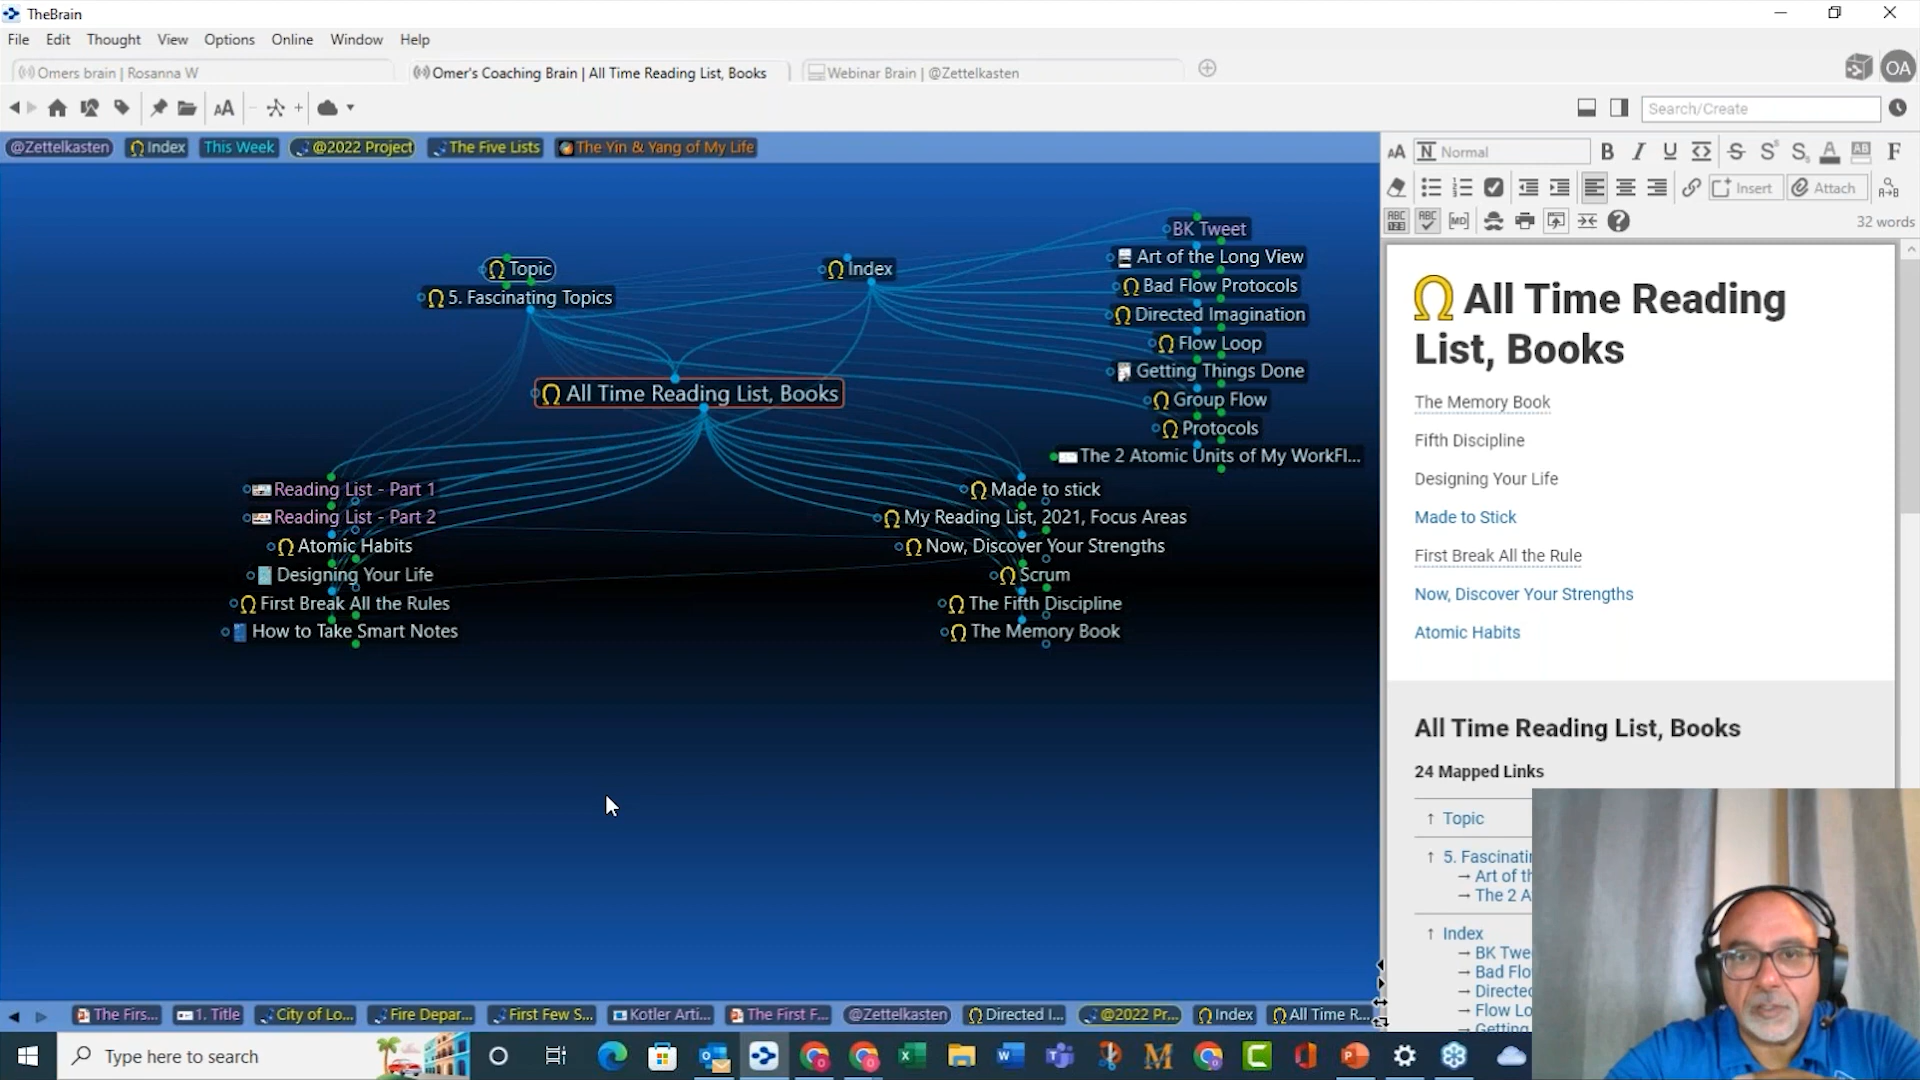 TheBrain
File Edit Thought View Options Online Window Help
Omers brain | Rosanna W
Omer's Coaching Brain | All Time Reading List, Books
Webinar Brain | @Zettelkasten
OA
Search/Create
@Zettelkasten
Index
This Week
@2022 Project
The Five Lists
The Yin & Yang of My Life
Topic
5. Fascinating Topics
Index
BK Tweet
Art of the Long View
Bad Flow Protocols
Directed Imagination
Flow Loop
Getting Things Done
Group Flow
Protocols
The 2 Atomic Units of My WorkFl...
All Time Reading List, Books
Reading List - Part 1
Reading List - Part 2
Atomic Habits
Designing Your Life
First Break All the Rules
How to Take Smart Notes
Made to stick
My Reading List, 2021, Focus Areas
Now, Discover Your Strengths
Scrum
The Fifth Discipline
The Memory Book
Normal
Insert
Attach
32 words
All Time Reading
List, Books
The Memory Book
Fifth Discipline
Designing Your Life
Made to Stick
First Break All the Rule
Now, Discover Your Strengths
Atomic Habits
All Time Reading List, Books
24 Mapped Links
↑ Topic
↑ 5. Fascinati
→ Art of th
→ The 2 A
↑ Index
→ BK Twe
→ Bad Flo
→ Directed
→ Flow Lo
→ Getting
The Firs...
1. Title
City of Lo...
Fire Depar...
First Few S...
Kotler Arti...
The First F...
@Zettelkasten
Directed I...
@2022 Pr...
Index
All Time R...
Type here to search